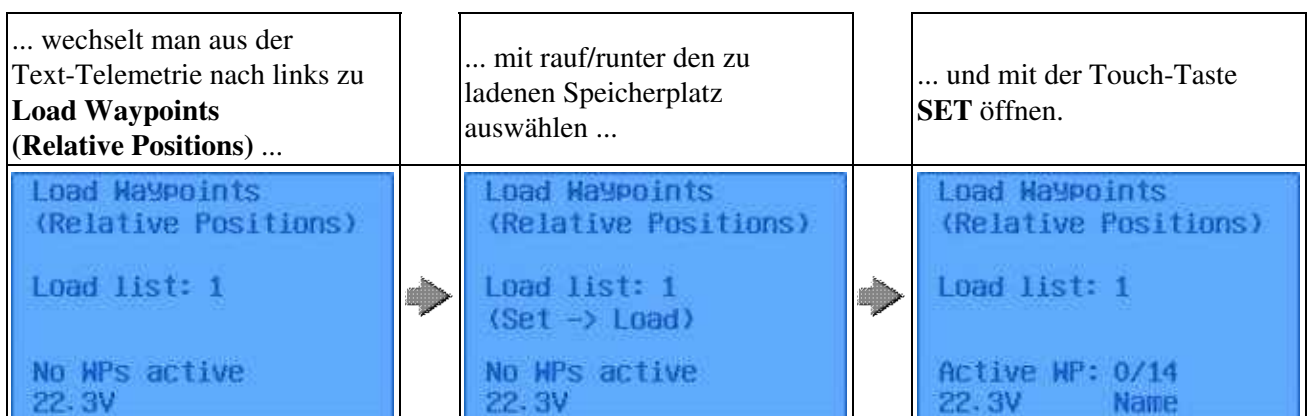 ... wechselt man aus der
Text-Telemetrie nach links zu
Load Waypoints
(Relative Positions) ...
... mit rauf/runter den zu
ladenen Speicherplatz
auswählen ...
... und mit der Touch-Taste
SET öffnen.
Load Waypoints
(Relative Positions)
Load list: 1
No WPs active
22.3V
Load Waypoints
(Relative Positions)
Load list: 1
(Set -> Load)
No WPs active
22.3V
Load Waypoints
(Relative Positions)
Load list: 1
Active WP: 0/14
22.3V Name